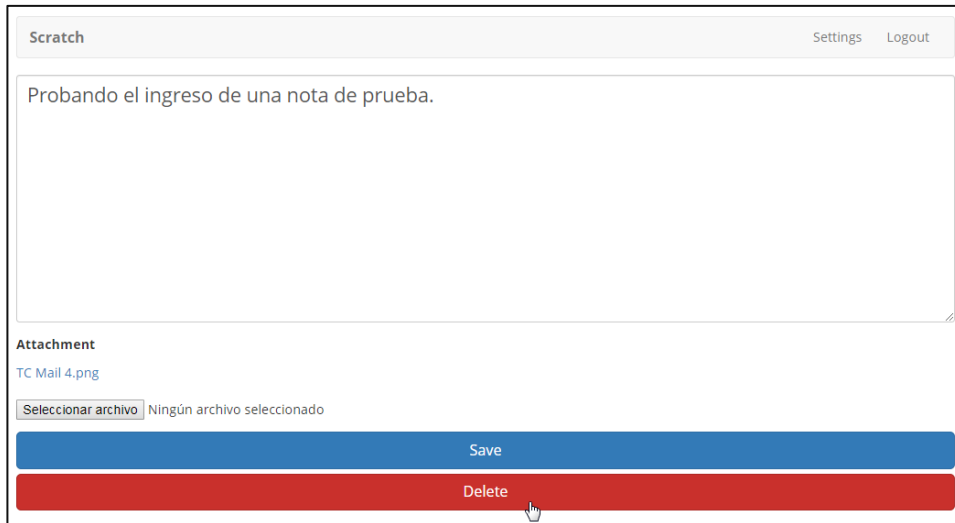 Scratch Settings Logout
Probando el ingreso de una nota de prueba.
Attachment
TC Mail 4.png
Seleccionar archivo Ningún archivo seleccionado
Save
Delete